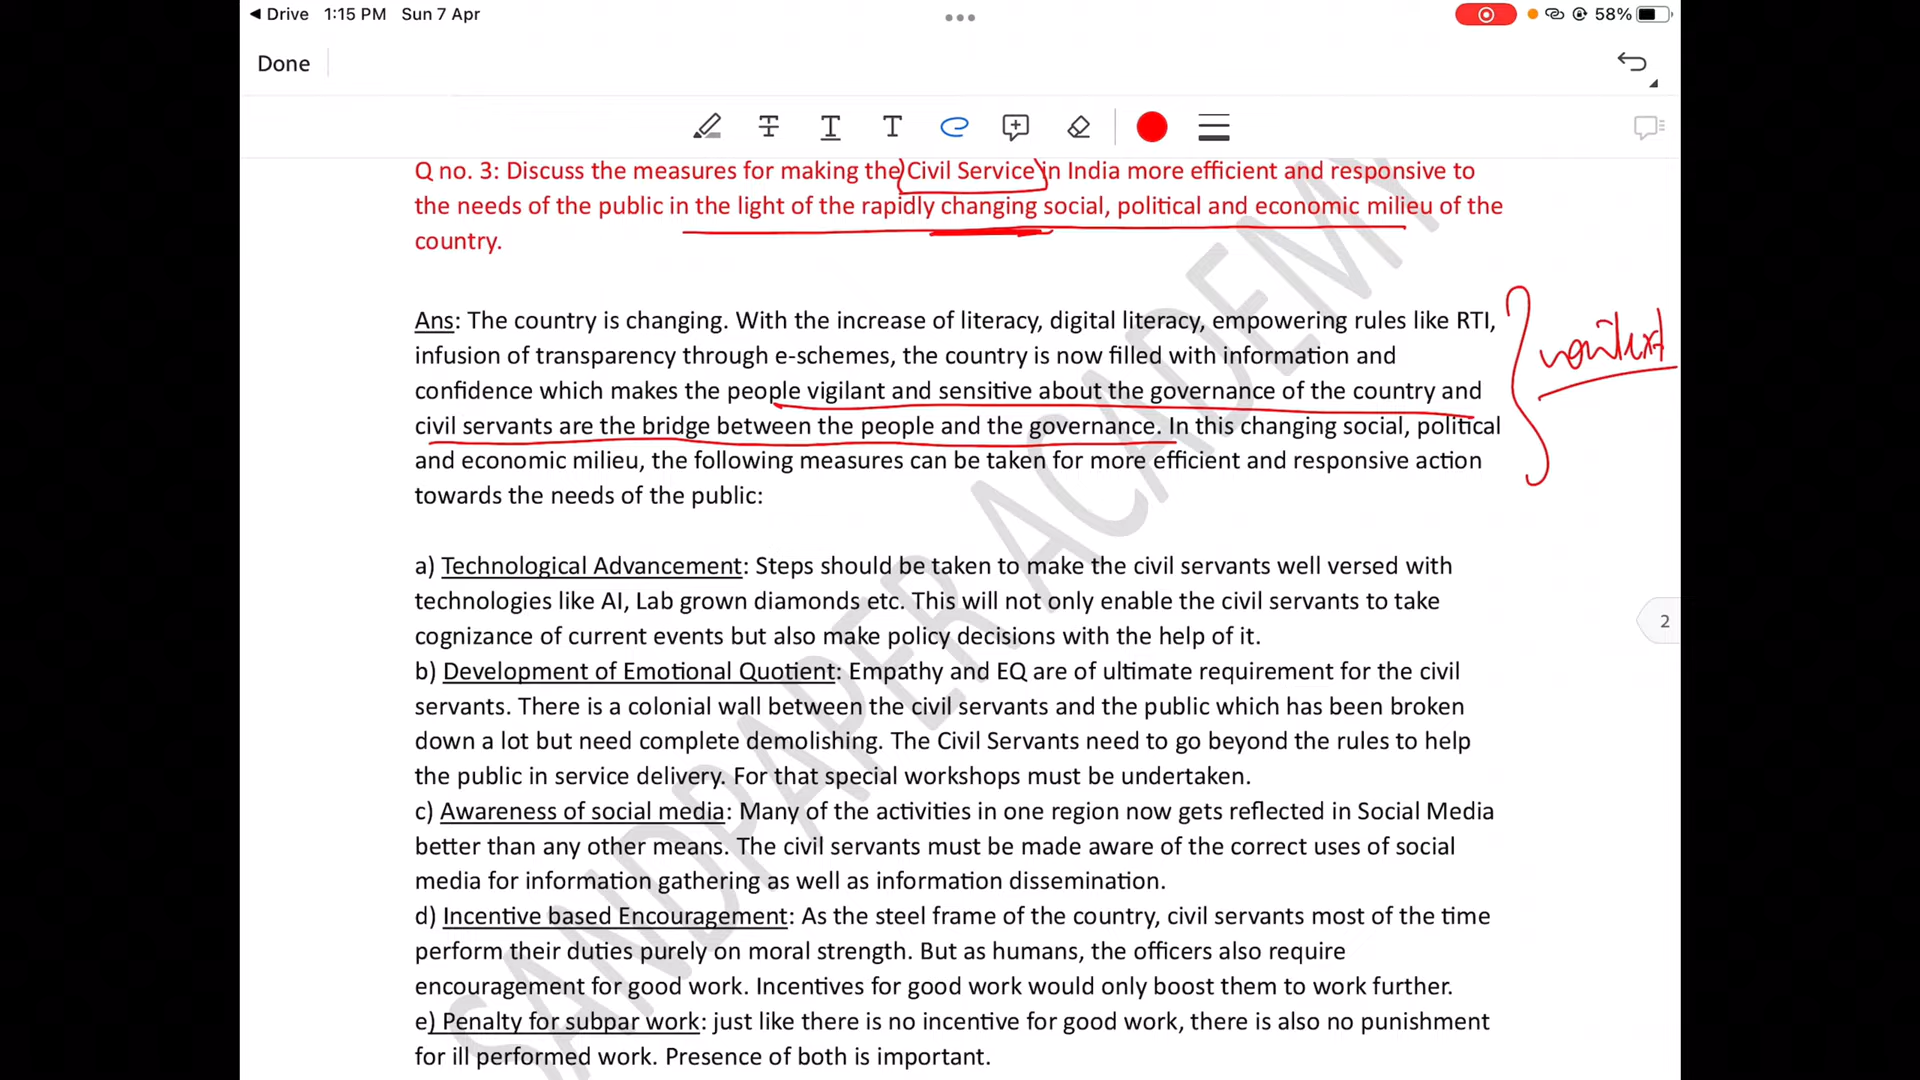 Drive 1:15 PM Sun 7 Apr 58%
Done
T T T
Q no. 3: Discuss the measures for making the Civil Service in India more efficient and responsive to
the needs of the public in the light of the rapidly changing social, political and economic milieu of the
country.
Ans: The country is changing. With the increase of literacy, digital literacy, empowering rules like RTI,
infusion of transparency through e-schemes, the country is now filled with information and
confidence which makes the people vigilant and sensitive about the governance of the country and
civil servants are the bridge between the people and the governance. In this changing social, political
and economic milieu, the following measures can be taken for more efficient and responsive action
towards the needs of the public:
a) Technological Advancement: Steps should be taken to make the civil servants well versed with
technologies like AI, Lab grown diamonds etc. This will not only enable the civil servants to take
cognizance of current events but also make policy decisions with the help of it.
2
b) Development of Emotional Quotient: Empathy and EQ are of ultimate requirement for the civil
servants. There is a colonial wall between the civil servants and the public which has been broken
down a lot but need complete demolishing. The Civil Servants need to go beyond the rules to help
the public in service delivery. For that special workshops must be undertaken.
c) Awareness of social media: Many of the activities in one region now gets reflected in Social Media
better than any other means. The civil servants must be made aware of the correct uses of social
media for information gathering as well as information dissemination.
d) Incentive based Encouragement: As the steel frame of the country, civil servants most of the time
perform their duties purely on moral strength. But as humans, the officers also require
encouragement for good work. Incentives for good work would only boost them to work further.
e) Penalty for subpar work: just like there is no incentive for good work, there is also no punishment
for ill performed work. Presence of both is important.
SANDPAPER ACADEMY